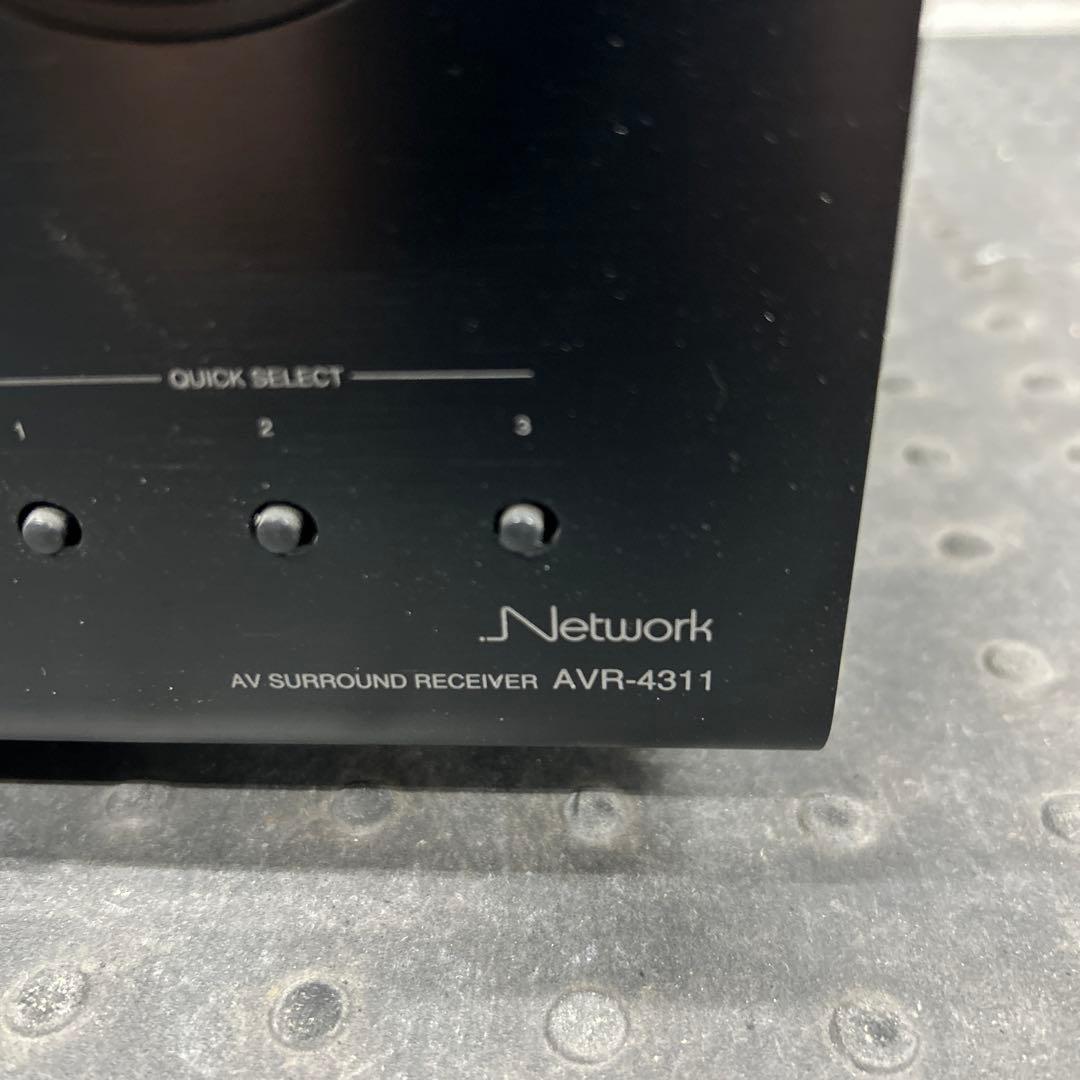 QUICK SELECT
1 2 3
Network
AV SURROUND RECEIVER AVR-4311